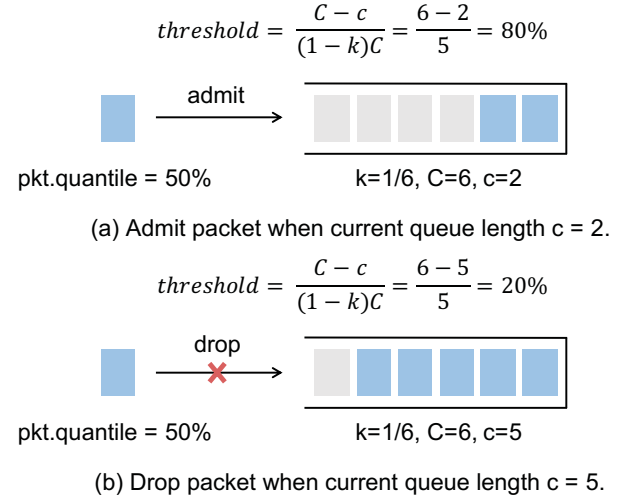 threshold = C − c / (1 − k)C = 6 − 2 / 5 = 80%
admit
pkt.quantile = 50%
k=1/6, C=6, c=2
(a) Admit packet when current queue length c = 2.
threshold = C − c / (1 − k)C = 6 − 5 / 5 = 20%
drop
pkt.quantile = 50%
k=1/6, C=6, c=5
(b) Drop packet when current queue length c = 5.